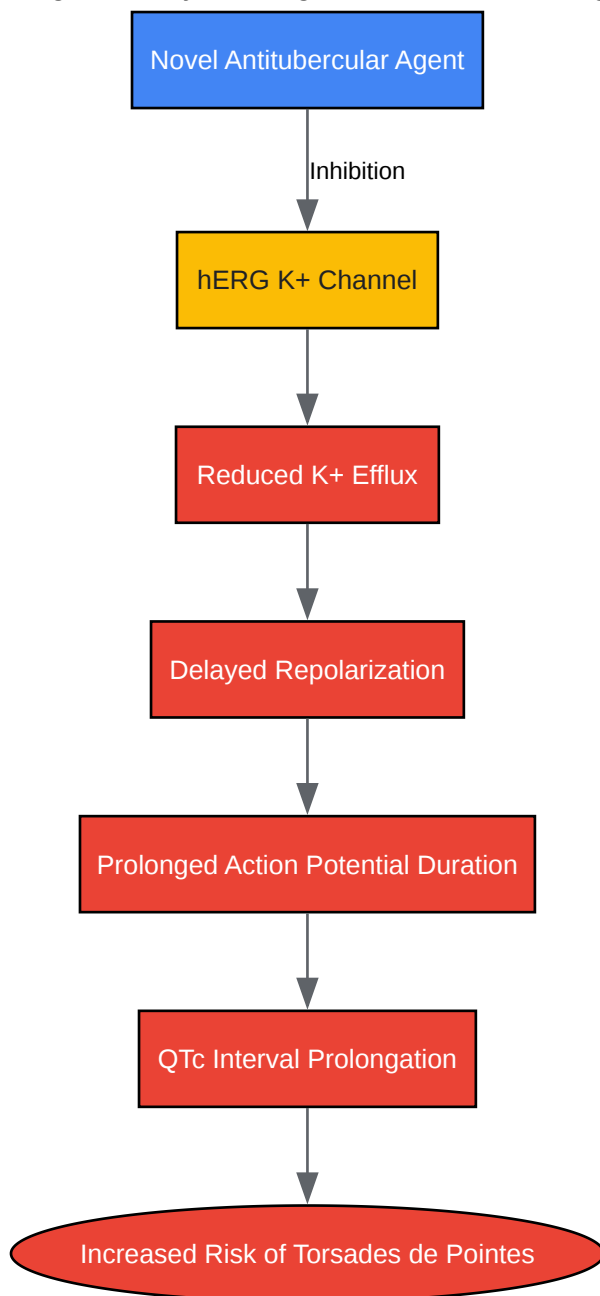 Novel Antitubercular Agent
Inhibition
hERG K+ Channel
Reduced K+ Efflux
Delayed Repolarization
Prolonged Action Potential Duration
QTc Interval Prolongation
Increased Risk of Torsades de Pointes